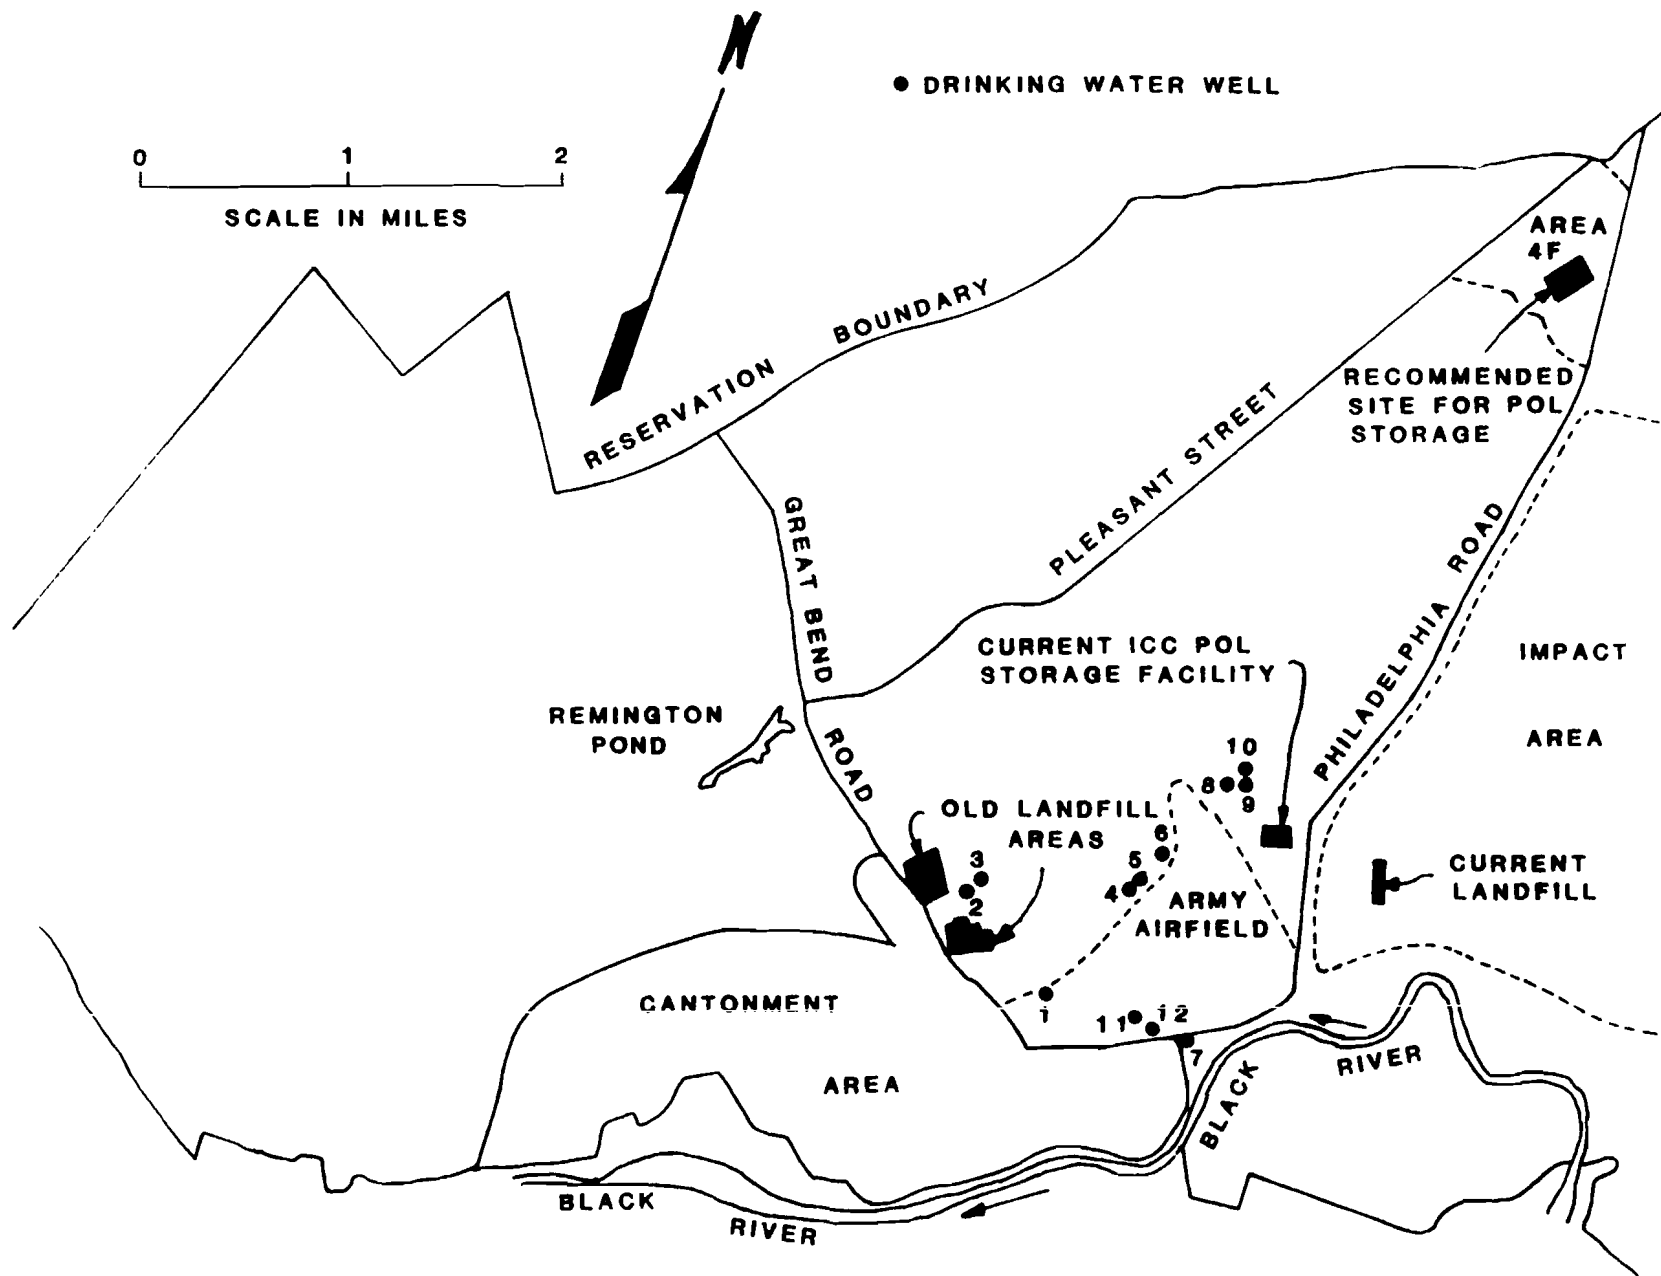 N
● DRINKING WATER WELL
0 1 2
SCALE IN MILES
AREA
4F
RESERVATION BOUNDARY
RECOMMENDED
SITE FOR POL
STORAGE
PLEASANT STREET
GREAT BEND ROAD
PHILADELPHIA ROAD
CURRENT ICC POL
STORAGE FACILITY
IMPACT
AREA
REMINGTON
POND
10
8
9
OLD LANDFILL
AREAS
6
5
4
3
2
ARMY
AIRFIELD
CURRENT
LANDFILL
CANTONMENT
AREA
1
11
12
7
BLACK RIVER
BLACK
RIVER